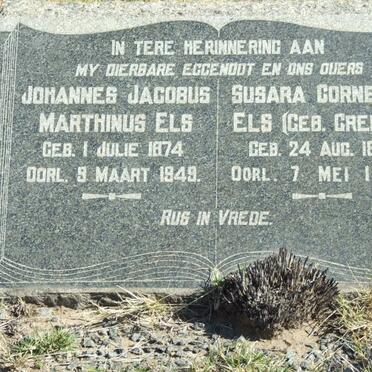 IN TERE HERINNERING AAN
MY DIERBARE EGGENOOT EN ONS OUERS
JOHANNES JACOBUS
MARTHINUS ELS
GEB. 1 JULIE 1874
OORL. 9 MAART 1949.
SUSARA CORNE
ELS (GEB. GRE
GEB. 24 AUG. 18
OORL. 7 MEI 1
RUS IN VREDE.